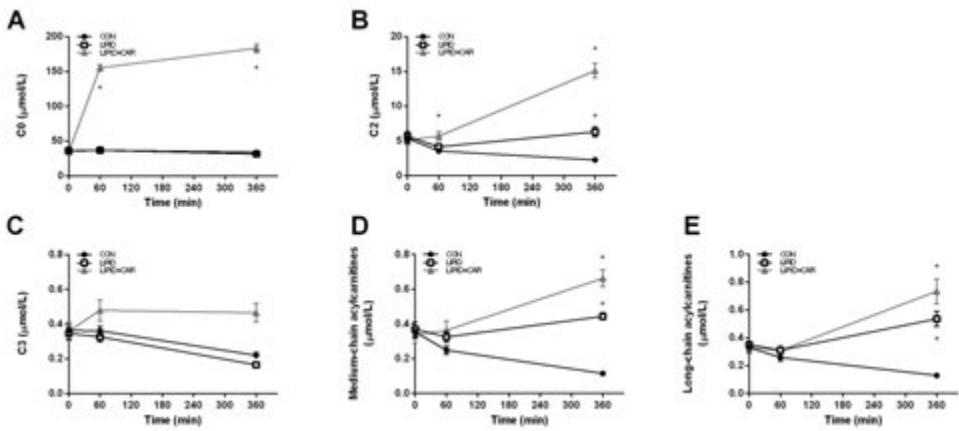 A
CON
LIPID
LIPID+CAR
C0 (μmol/L)
200
150
100
50
0
0 60 120 180 240 300 360
Time (min)
*
*
B
CON
LIPID
LIPID+CAR
C2 (μmol/L)
20
15
10
5
0
0 60 120 180 240 300 360
Time (min)
*
*
*
C
CON
LIPID
LIPID+CAR
C3 (μmol/L)
0.8
0.6
0.4
0.2
0.0
0 60 120 180 240 300 360
Time (min)
D
CON
LIPID
LIPID+CAR
Medium-chain acylcarnitines
(μmol/L)
0.8
0.6
0.4
0.2
0.0
0 60 120 180 240 300 360
Time (min)
*
*
E
CON
LIPID
LIPID+CAR
Long-chain acylcarnitines
(μmol/L)
1.0
0.8
0.6
0.4
0.2
0.0
0 60 120 180 240 300 360
Time (min)
*
*